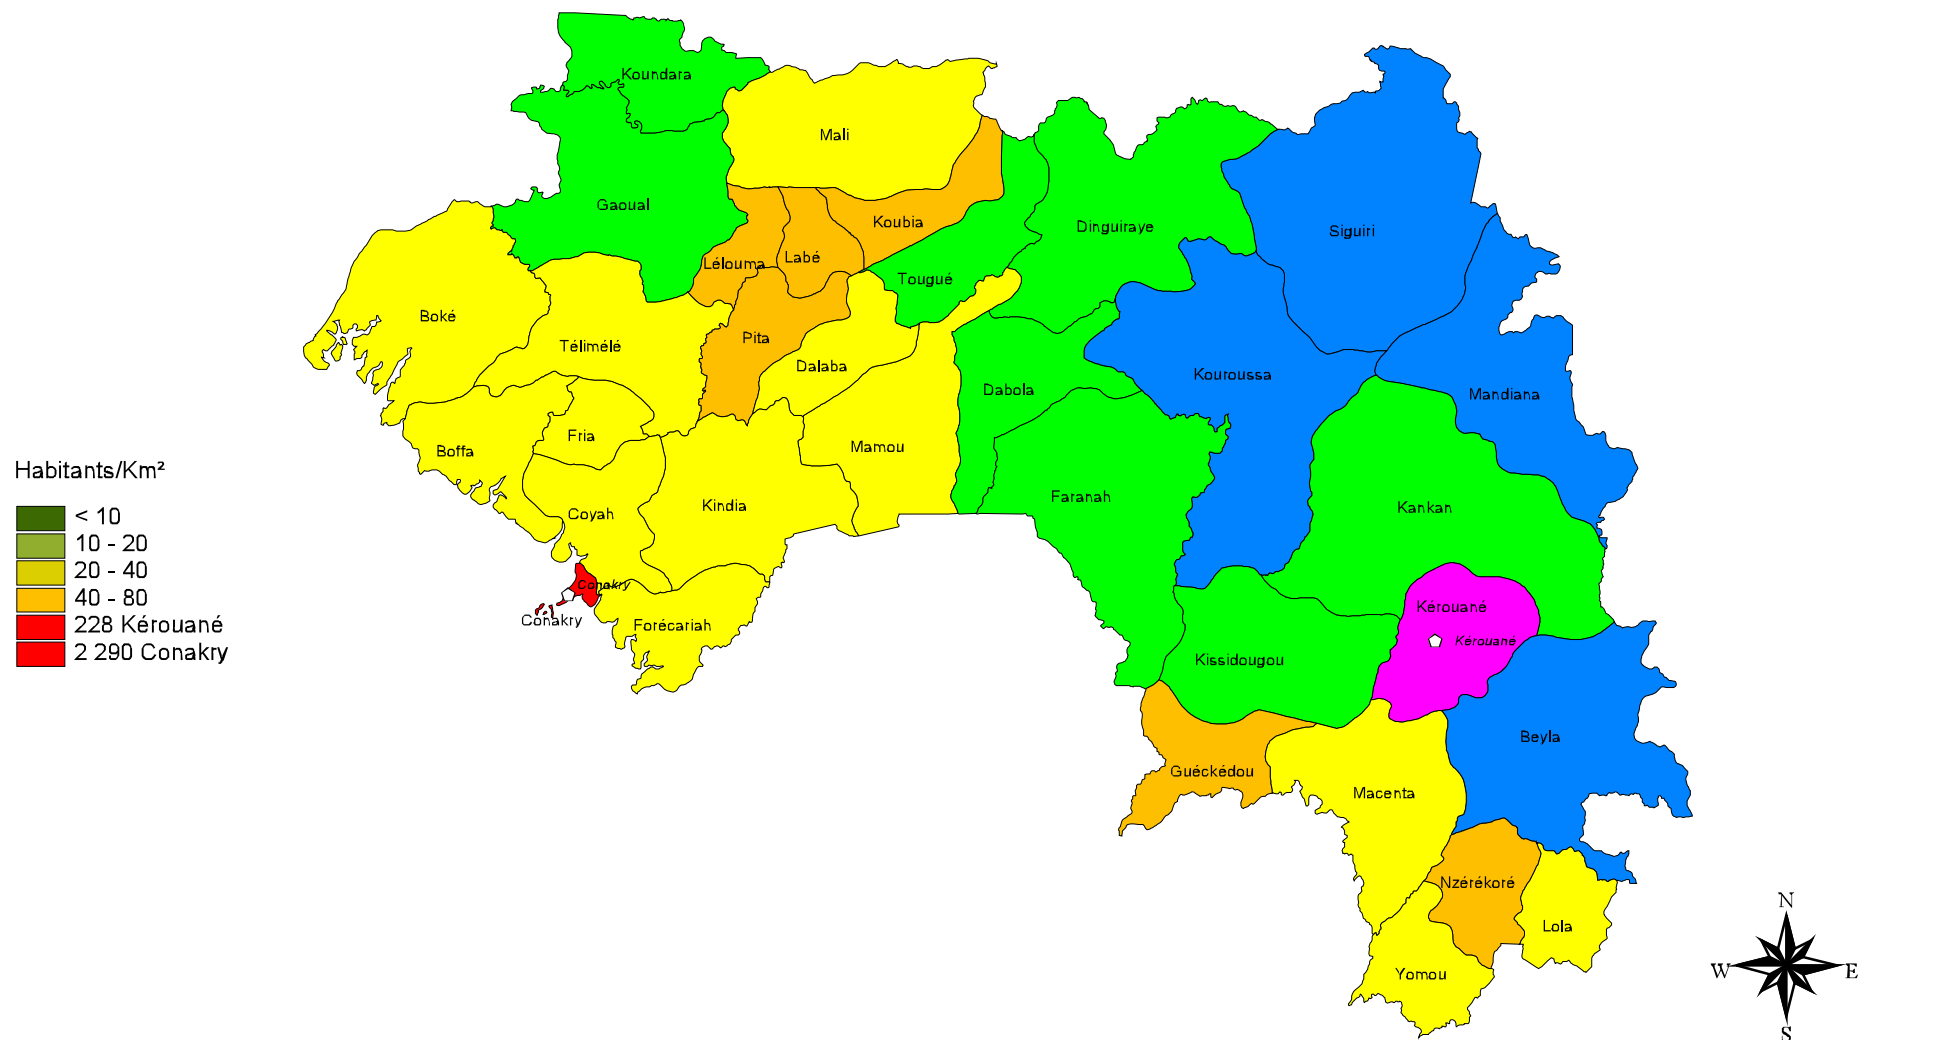 Koundara
Mali
Gaoual
Koubia
Dinguiraye
Siguiri
Lélouma
Labé
Tougué
Boké
Pita
Télimélé
Dalaba
Kouroussa
Dabola
Mandiana
Fria
Boffa
Mamou
Habitants/Km²
Faranah
Kindia
Kankan
Coyah
< 10
10 - 20
20 - 40
40 - 80
228 Kérouané
2 290 Conakry
Conakry
Conakry
Forécariah
Kérouané
Kérouané
Kissidougou
Beyla
Guéckédou
Macenta
Nzérékoré
Lola
Yomou
N
W
E
S